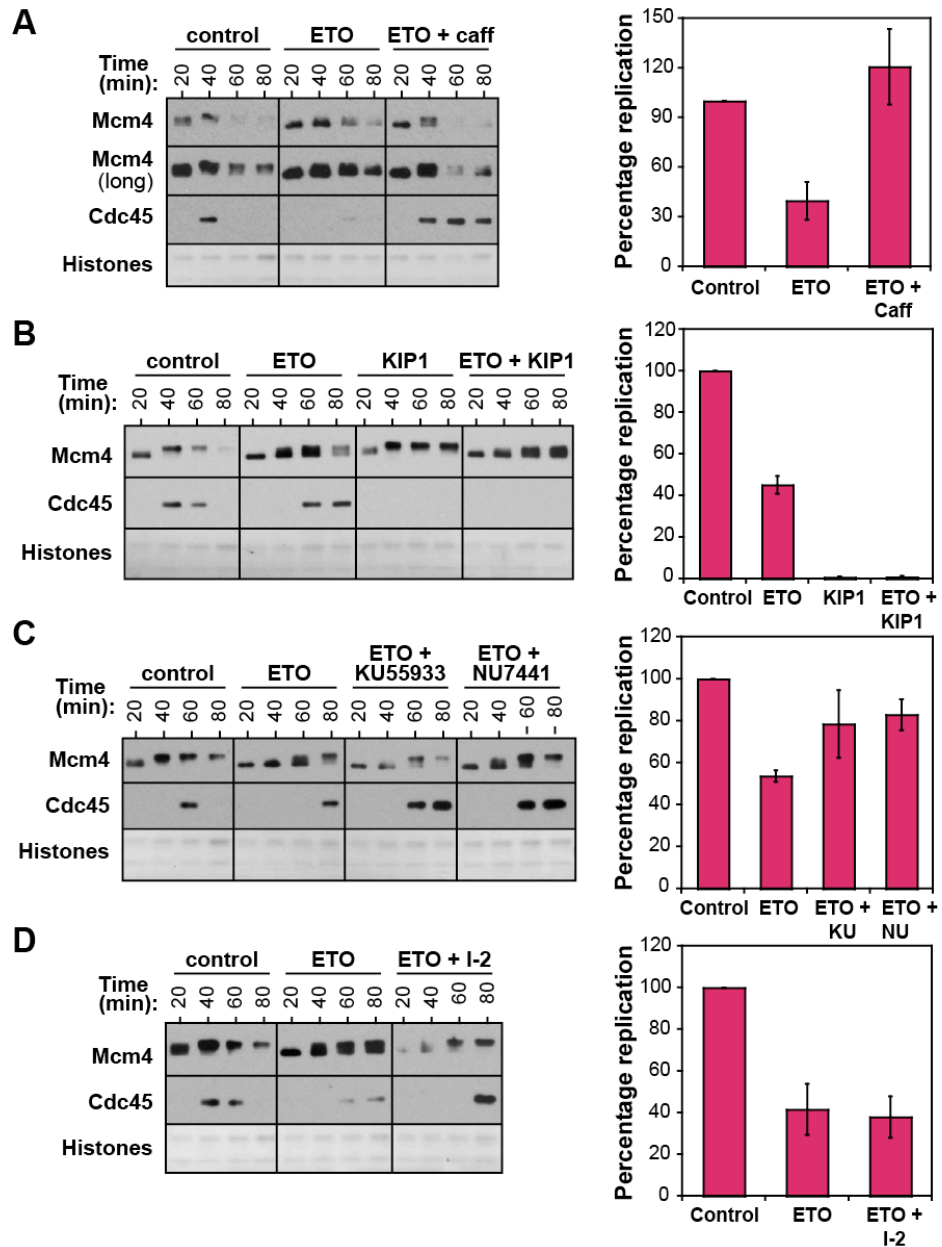 A
control ETO ETO + caff
Time
(min):
20 40 60 80 20 40 60 80 20 40 60 80
Mcm4
Mcm4
(long)
Cdc45
Histones
Percentage replication
150
120
90
60
30
0
Control ETO ETO +
Caff
B
control ETO KIP1 ETO + KIP1
Time
(min):
20 40 60 80 20 40 60 80 20 40 60 80 20 40 60 80
Mcm4
Cdc45
Histones
Percentage replication
120
100
80
60
40
20
0
Control ETO KIP1 ETO +
KIP1
C
control ETO ETO +
KU55933 ETO +
NU7441
Time
(min):
20 40 60 80 20 40 60 80 20 40 60 80 20 40 60 80
Mcm4
Cdc45
Histones
Percentage replication
120
100
80
60
40
20
0
Control ETO ETO +
KU ETO +
NU
D
control ETO ETO + I-2
Time
(min):
20 40 60 80 20 40 60 80 20 40 60 80
Mcm4
Cdc45
Histones
Percentage replication
120
100
80
60
40
20
0
Control ETO ETO +
I-2